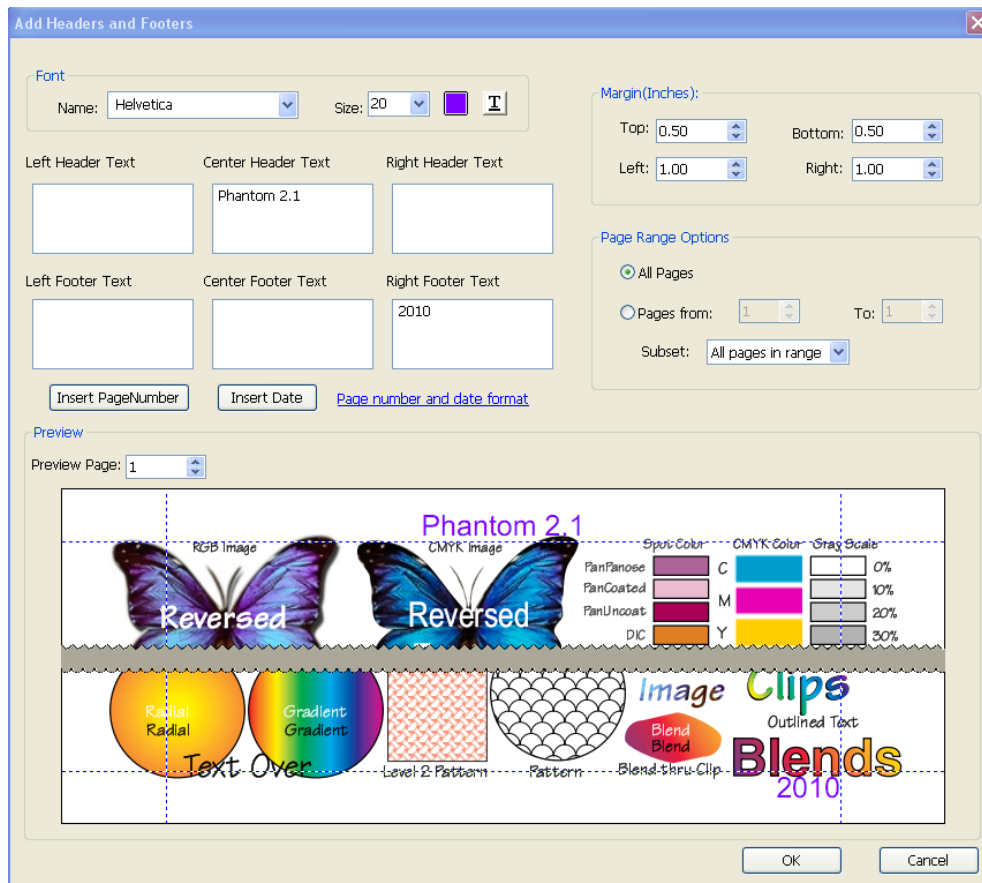 Add Headers and Footers
Font
Name: Helvetica
Size: 20
T
Margin(Inches):
Top: 0.50
Bottom: 0.50
Left: 1.00
Right: 1.00
Left Header Text
Center Header Text
Right Header Text
Phantom 2.1
Page Range Options
All Pages
Pages from: 1
To: 1
Subset: All pages in range
Left Footer Text
Center Footer Text
Right Footer Text
2010
Insert PageNumber
Insert Date
Page number and date format
Preview
Preview Page: 1
Phantom 2.1
RGB Image
CMYK Image
Spot Color
CMYK Color
Gray Scale
Reversed
Reversed
PanPanose
PanCoated
PanUncoat
DIC
C
M
Y
0%
10%
20%
30%
Radial
Radial
Gradient
Gradient
Text Over
Level 2 Pattern
Pattern
Image
Clips
Outlined Text
Blend
Blend
Blend-thru-Clip
Blends
2010
OK
Cancel